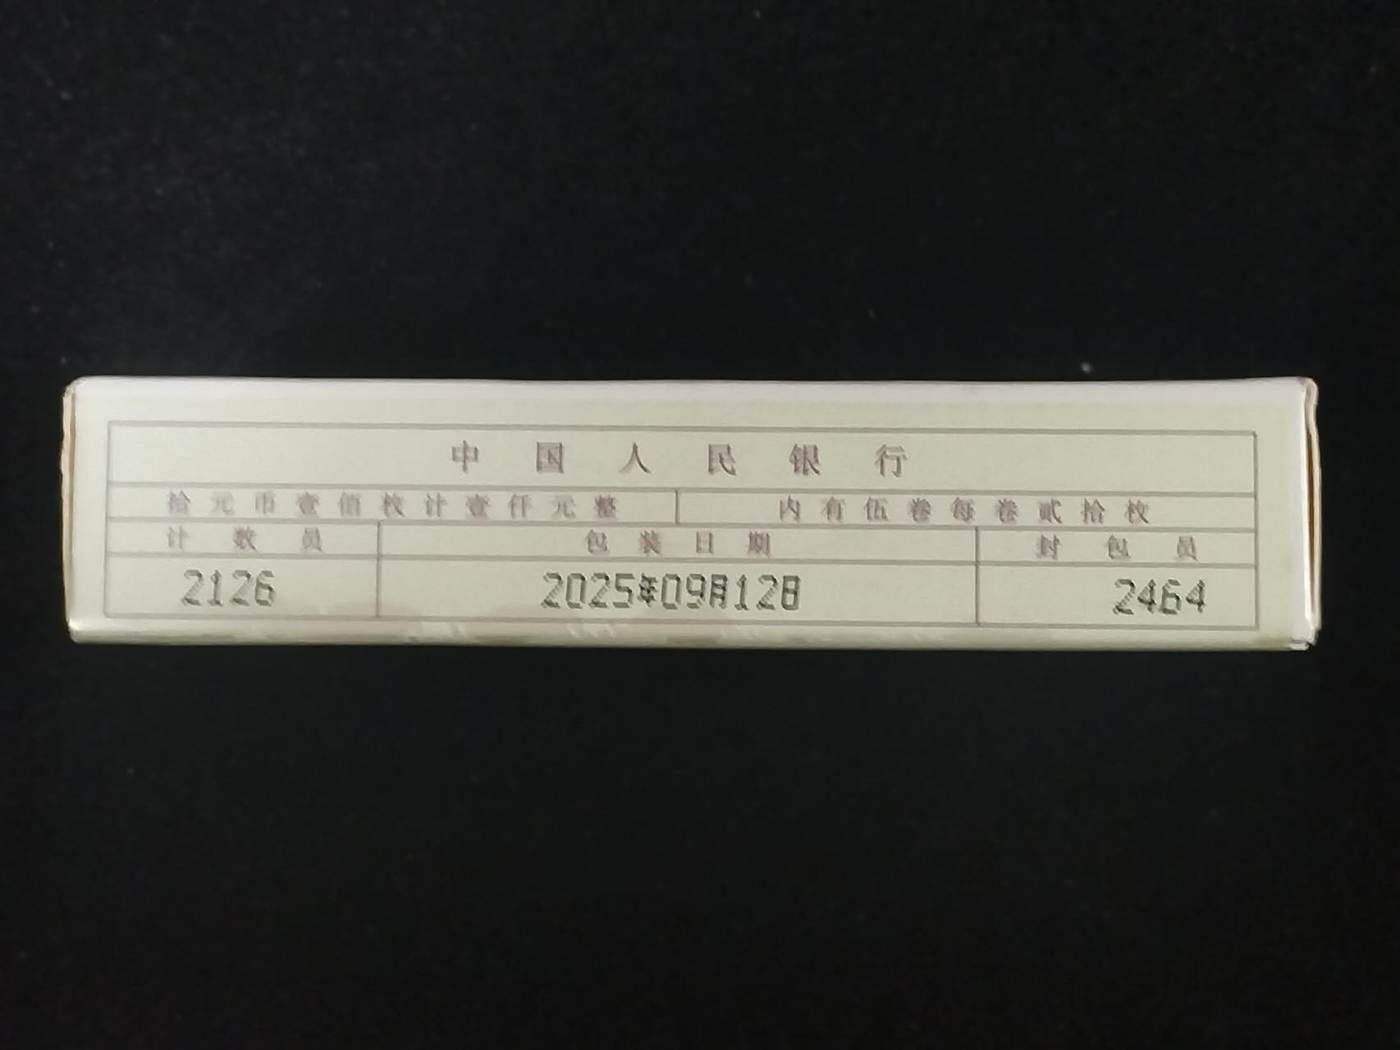 中国人民银行
拾元币壹佰枚计壹仟元整 内有伍卷每卷贰拾枚
计数员 包装日期 封包员
2126 2025年09月12日 2464